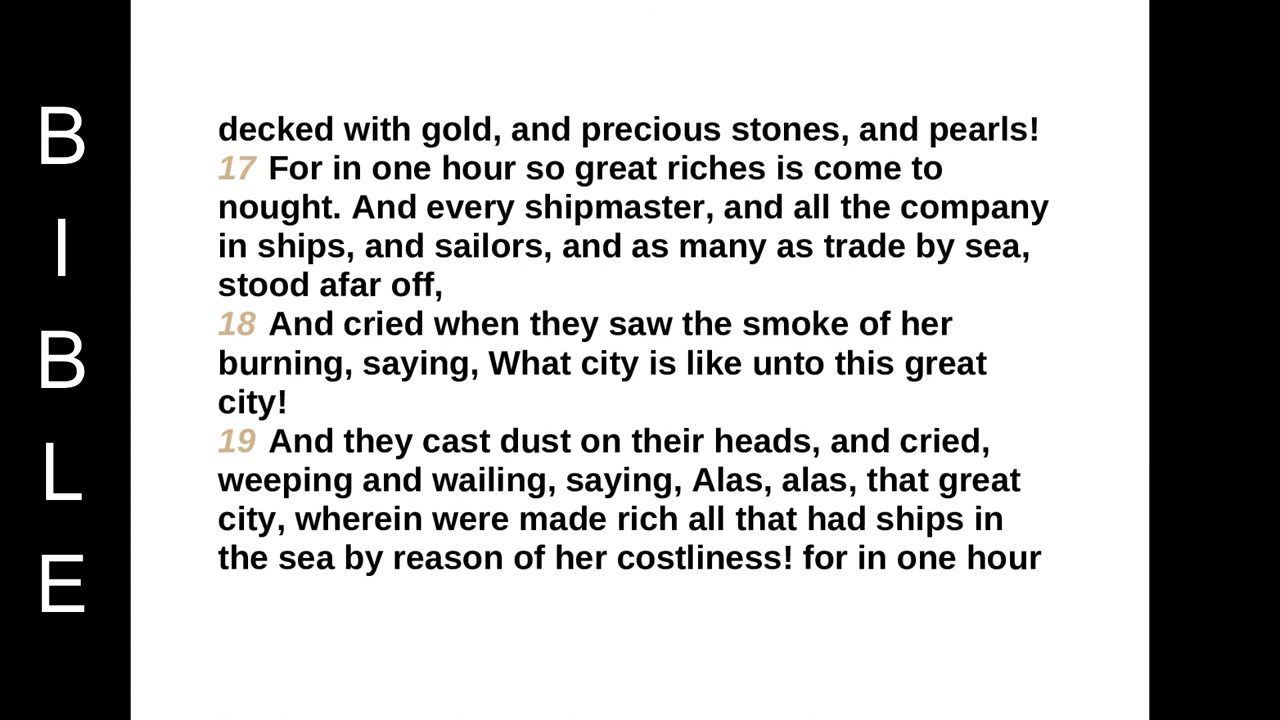 B
I
B
L
E
decked with gold, and precious stones, and pearls!
17 For in one hour so great riches is come to
nought. And every shipmaster, and all the company
in ships, and sailors, and as many as trade by sea,
stood afar off,
18 And cried when they saw the smoke of her
burning, saying, What city is like unto this great
city!
19 And they cast dust on their heads, and cried,
weeping and wailing, saying, Alas, alas, that great
city, wherein were made rich all that had ships in
the sea by reason of her costliness! for in one hour